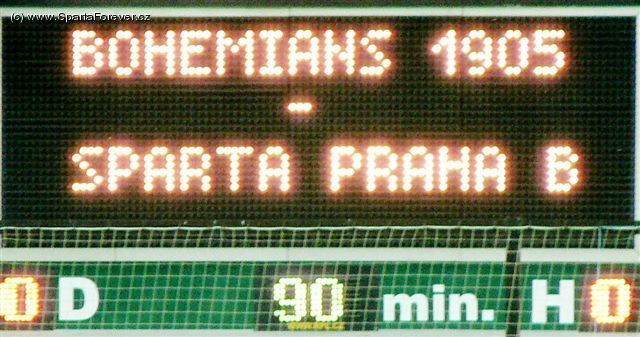 (c) www.SpartaForever.cz
BOHEMIANS 1905
-
SPARTA PRAHA B
0 D 90 min. H 0